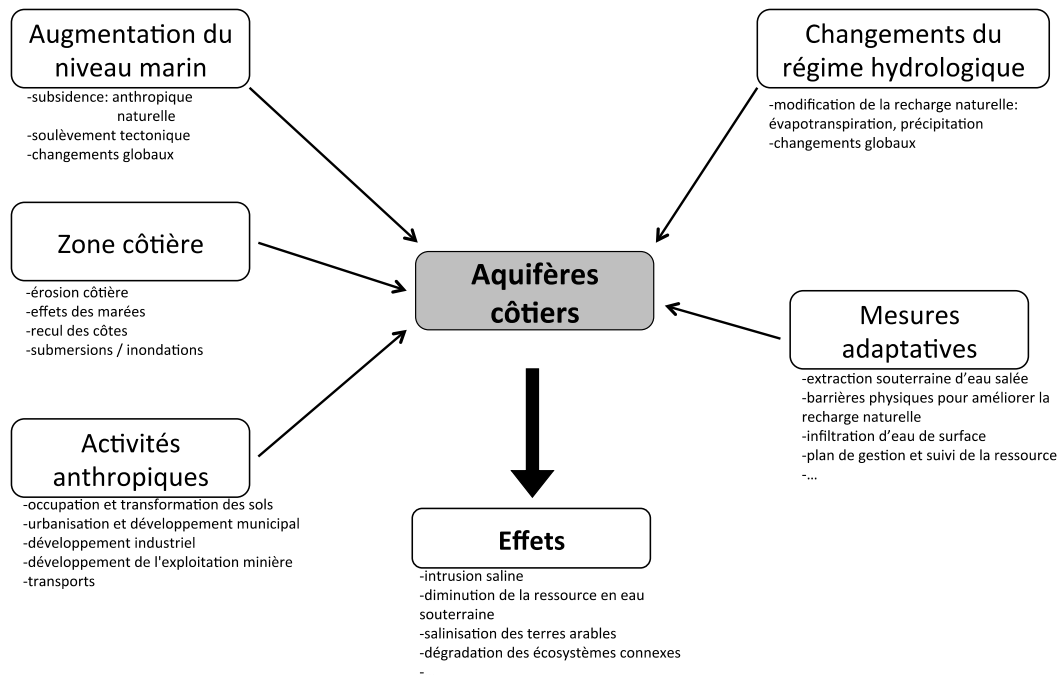 Augmentation du
niveau marin
-subsidence: anthropique
naturelle
-soulèvement tectonique
-changements globaux
Changements du
régime hydrologique
-modification de la recharge naturelle:
évapotranspiration, précipitation
-changements globaux
Zone côtière
-érosion côtière
-effets des marées
-recul des côtes
-submersions / inondations
Aquifères
côtiers
Mesures
adaptatives
-extraction souterraine d’eau salée
-barrières physiques pour améliorer la
recharge naturelle
-infiltration d’eau de surface
-plan de gestion et suivi de la ressource
-...
Activités
anthropiques
-occupation et transformation des sols
-urbanisation et développement municipal
-développement industriel
-développement de l'exploitation minière
-transports
Effets
-intrusion saline
-diminution de la ressource en eau
souterraine
-salinisation des terres arables
-dégradation des écosystèmes connexes
-